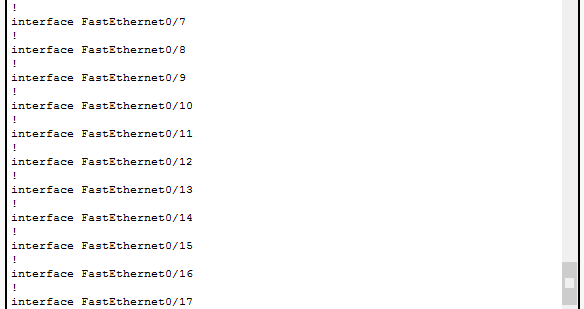 !
interface FastEthernet0/7
!
interface FastEthernet0/8
!
interface FastEthernet0/9
!
interface FastEthernet0/10
!
interface FastEthernet0/11
!
interface FastEthernet0/12
!
interface FastEthernet0/13
!
interface FastEthernet0/14
!
interface FastEthernet0/15
!
interface FastEthernet0/16
!
interface FastEthernet0/17